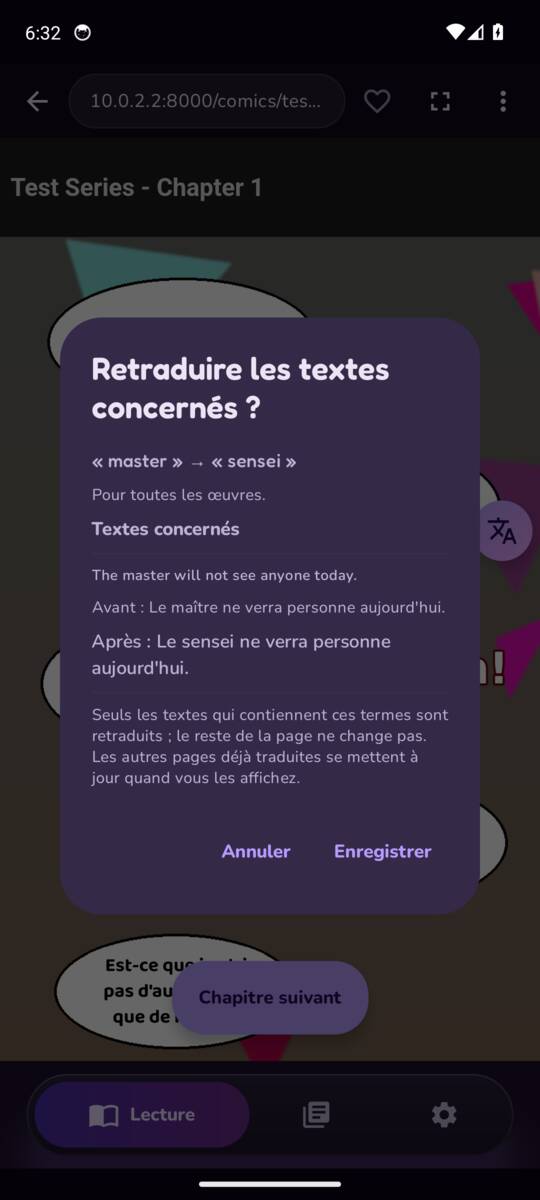 6:32
10.0.2.2:8000/comics/tes...
Test Series - Chapter 1
Retraduire les textes
concernés ?
« master » → « sensei »
Pour toutes les œuvres.
Textes concernés
The master will not see anyone today.
Avant : Le maître ne verra personne aujourd'hui.
Après : Le sensei ne verra personne
aujourd'hui.
Seuls les textes qui contiennent ces termes sont
retraduits ; le reste de la page ne change pas.
Les autres pages déjà traduites se mettent à
jour quand vous les affichez.
Annuler
Enregistrer
Est-ce que
que de
Chapitre suivant
Lecture